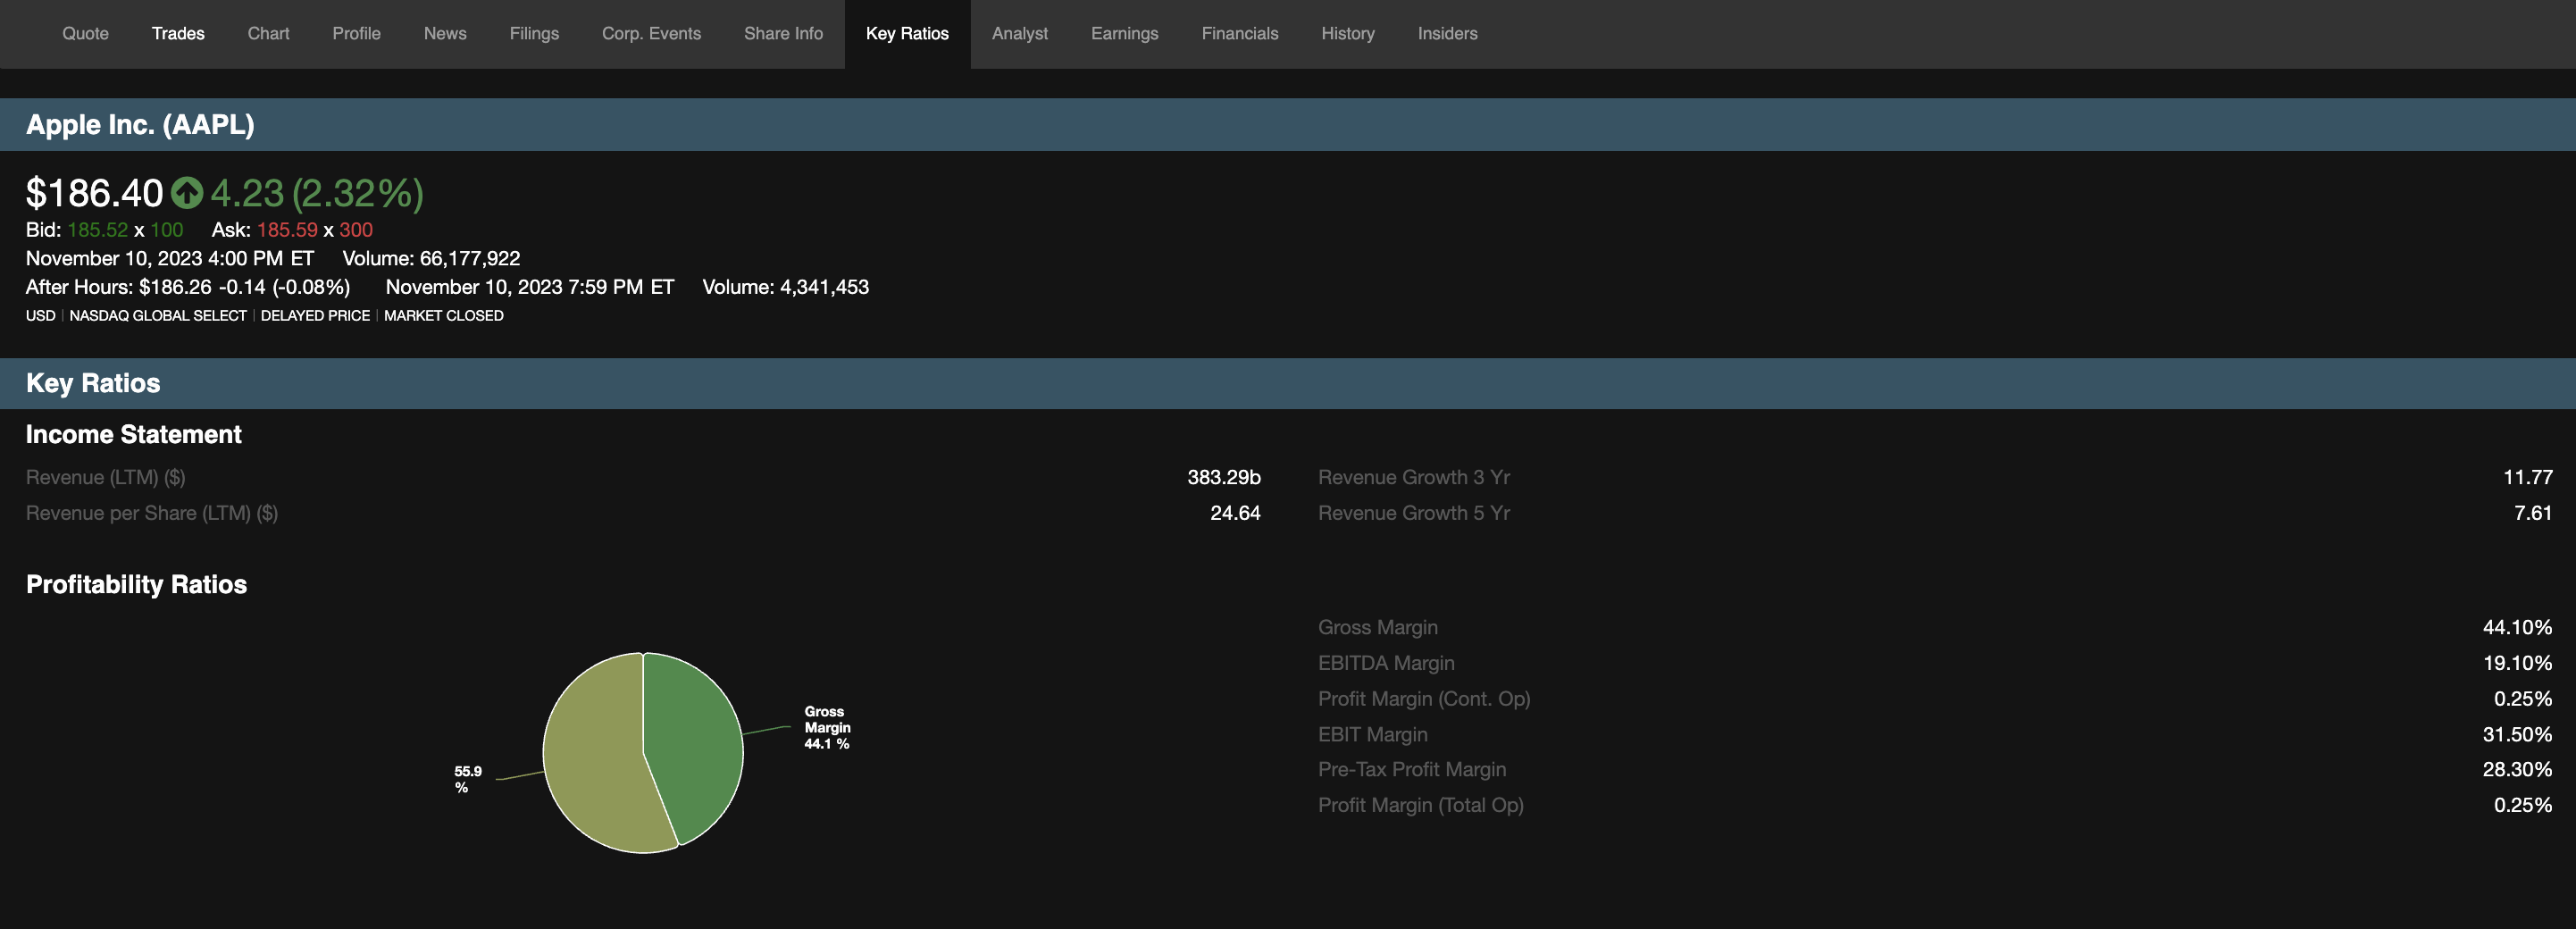 Quote Trades Chart Profile News Filings Corp. Events Share Info Key Ratios Analyst Earnings Financials History Insiders
Apple Inc. (AAPL)
$186.40 4.23 (2.32%)
Bid: 185.52 x 100 Ask: 185.59 x 300
November 10, 2023 4:00 PM ET Volume: 66,177,922
After Hours: $186.26 -0.14 (-0.08%) November 10, 2023 7:59 PM ET Volume: 4,341,453
USD | NASDAQ GLOBAL SELECT | DELAYED PRICE | MARKET CLOSED
Key Ratios
Income Statement
Revenue (LTM) ($) 383.29b Revenue Growth 3 Yr 11.77
Revenue per Share (LTM) ($) 24.64 Revenue Growth 5 Yr 7.61
Profitability Ratios
Gross
Margin
44.1 %
55.9
%
Gross Margin 44.10%
EBITDA Margin 19.10%
Profit Margin (Cont. Op) 0.25%
EBIT Margin 31.50%
Pre-Tax Profit Margin 28.30%
Profit Margin (Total Op) 0.25%